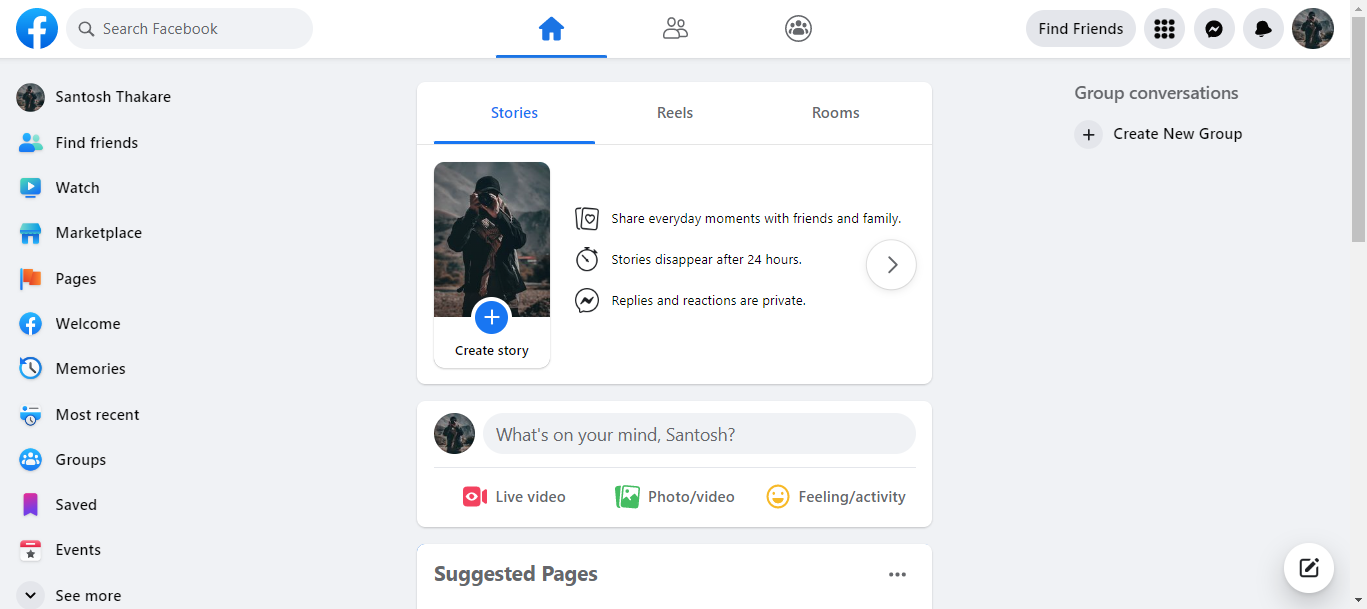 Search Facebook
Find Friends
Santosh Thakare
Find friends
Watch
Marketplace
Pages
Welcome
Memories
Most recent
Groups
Saved
Events
See more
Stories
Reels
Rooms
Create story
Share everyday moments with friends and family.
Stories disappear after 24 hours.
Replies and reactions are private.
What's on your mind, Santosh?
Live video
Photo/video
Feeling/activity
Suggested Pages
Group conversations
Create New Group